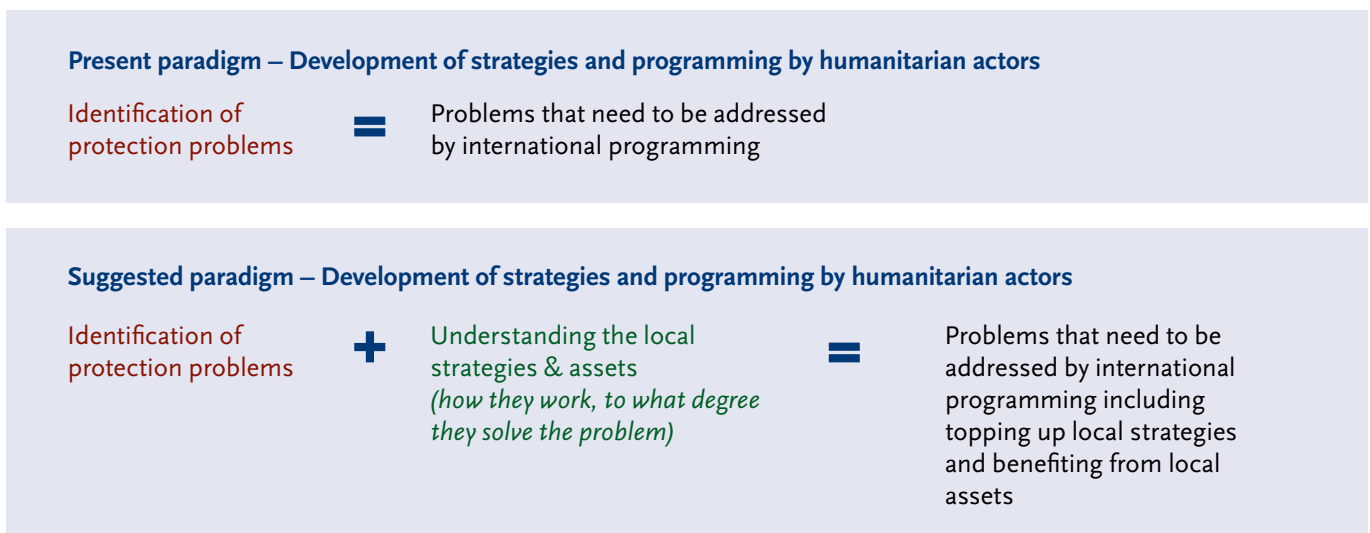 Present paradigm – Development of strategies and programming by humanitarian actors
Identification of
protection problems
=
Problems that need to be addressed
by international programming
Suggested paradigm – Development of strategies and programming by humanitarian actors
Identification of
protection problems
+
Understanding the local
strategies & assets
(how they work, to what degree
they solve the problem)
=
Problems that need to be
addressed by international
programming including
topping up local strategies
and benefiting from local
assets